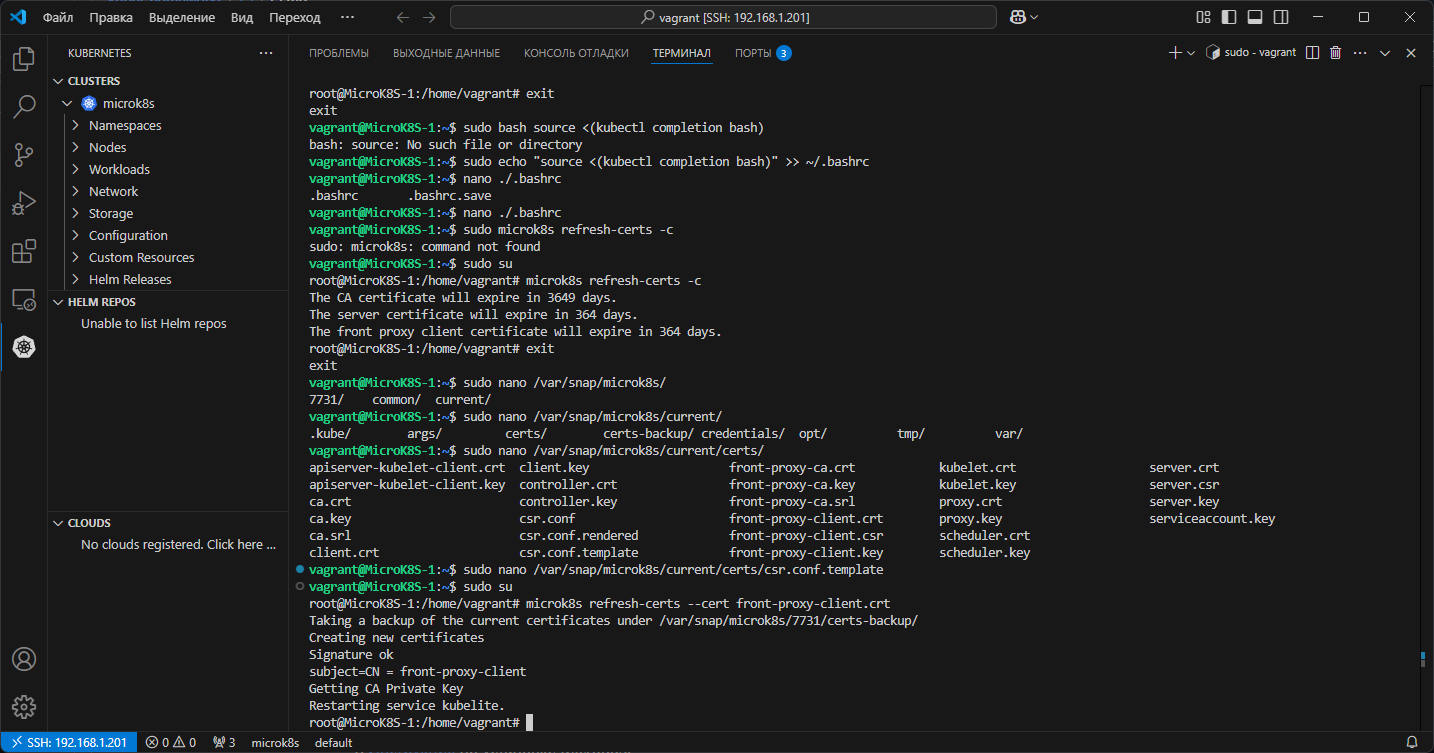 Файл Правка Выделение Вид Переход ··· vagrant [SSH: 192.168.1.201]
KUBERNETES ···
CLUSTERS
microk8s
Namespaces
Nodes
Workloads
Network
Storage
Configuration
Custom Resources
Helm Releases
HELM REPOS
Unable to list Helm repos
CLOUDS
No clouds registered. Click here ...
ПРОБЛЕМЫ ВЫХОДНЫЕ ДАННЫЕ КОНСОЛЬ ОТЛАДКИ ТЕРМИНАЛ ПОРТЫ 3 sudo - vagrant ···
root@MicroK8S-1:/home/vagrant# exit
exit
vagrant@MicroK8S-1:~$ sudo bash source <(kubectl completion bash)
bash: source: No such file or directory
vagrant@MicroK8S-1:~$ sudo echo "source <(kubectl completion bash)" >> ~/.bashrc
vagrant@MicroK8S-1:~$ nano ./.bashrc
.bashrc .bashrc.save
vagrant@MicroK8S-1:~$ nano ./.bashrc
vagrant@MicroK8S-1:~$ sudo microk8s refresh-certs -c
sudo: microk8s: command not found
vagrant@MicroK8S-1:~$ sudo su
root@MicroK8S-1:/home/vagrant# microk8s refresh-certs -c
The CA certificate will expire in 3649 days.
The server certificate will expire in 364 days.
The front proxy client certificate will expire in 364 days.
root@MicroK8S-1:/home/vagrant# exit
exit
vagrant@MicroK8S-1:~$ sudo nano /var/snap/microk8s/
7731/ common/ current/
vagrant@MicroK8S-1:~$ sudo nano /var/snap/microk8s/current/
.kube/ args/ certs/ certs-backup/ credentials/ opt/ tmp/ var/
vagrant@MicroK8S-1:~$ sudo nano /var/snap/microk8s/current/certs/
apiserver-kubelet-client.crt client.key front-proxy-ca.crt kubelet.crt server.crt
apiserver-kubelet-client.key controller.crt front-proxy-ca.key kubelet.key server.csr
ca.crt controller.key front-proxy-ca.srl proxy.crt server.key
ca.key csr.conf front-proxy-client.crt proxy.key serviceaccount.key
ca.srl csr.conf.rendered front-proxy-client.csr scheduler.crt
client.crt csr.conf.template front-proxy-client.key scheduler.key
vagrant@MicroK8S-1:~$ sudo nano /var/snap/microk8s/current/certs/csr.conf.template
vagrant@MicroK8S-1:~$ sudo su
root@MicroK8S-1:/home/vagrant# microk8s refresh-certs --cert front-proxy-client.crt
Taking a backup of the current certificates under /var/snap/microk8s/7731/certs-backup/
Creating new certificates
Signature ok
subject=CN = front-proxy-client
Getting CA Private Key
Restarting service kubelite.
root@MicroK8S-1:/home/vagrant#
SSH: 192.168.1.201 0 0 3 microk8s default